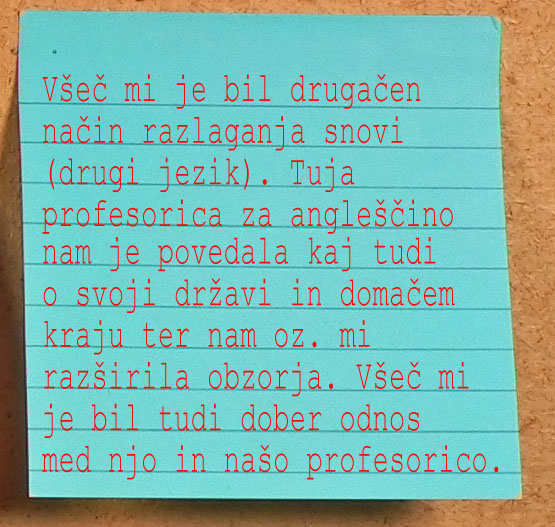 Všeč mi je bil drugačen
način razlaganja snovi
(drugi jezik). Tuja
profesorica za angleščino
nam je povedala kaj tudi
o svoji državi in domačem
kraju ter nam oz. mi
razširila obzorja. Všeč mi
je bil tudi dober odnos
med njo in našo profesorico.